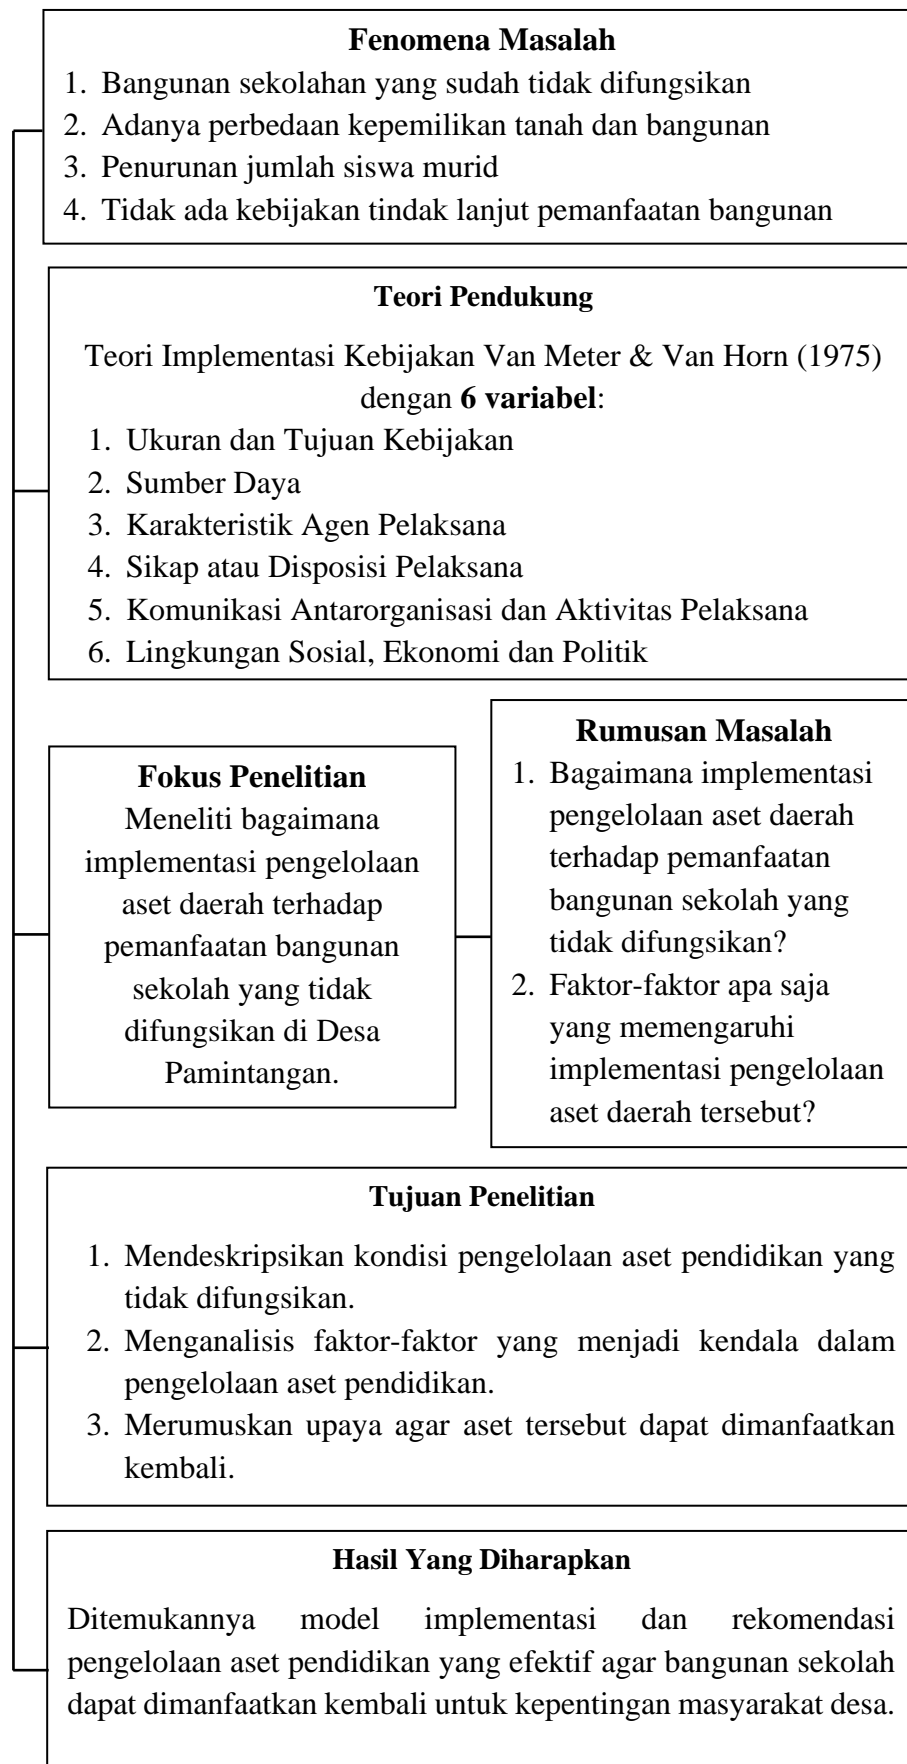 Fenomena Masalah
1. Bangunan sekolahan yang sudah tidak difungsikan
2. Adanya perbedaan kepemilikan tanah dan bangunan
3. Penurunan jumlah siswa murid
4. Tidak ada kebijakan tindak lanjut pemanfaatan bangunan
Teori Pendukung
Teori Implementasi Kebijakan Van Meter & Van Horn (1975)
dengan 6 variabel:
1. Ukuran dan Tujuan Kebijakan
2. Sumber Daya
3. Karakteristik Agen Pelaksana
4. Sikap atau Disposisi Pelaksana
5. Komunikasi Antarorganisasi dan Aktivitas Pelaksana
6. Lingkungan Sosial, Ekonomi dan Politik
Fokus Penelitian
Meneliti bagaimana
implementasi pengelolaan
aset daerah terhadap
pemanfaatan bangunan
sekolah yang tidak
difungsikan di Desa
Pamintangan.
Rumusan Masalah
1. Bagaimana implementasi
pengelolaan aset daerah
terhadap pemanfaatan
bangunan sekolah yang
tidak difungsikan?
2. Faktor-faktor apa saja
yang memengaruhi
implementasi pengelolaan
aset daerah tersebut?
Tujuan Penelitian
1. Mendeskripsikan kondisi pengelolaan aset pendidikan yang
tidak difungsikan.
2. Menganalisis faktor-faktor yang menjadi kendala dalam
pengelolaan aset pendidikan.
3. Merumuskan upaya agar aset tersebut dapat dimanfaatkan
kembali.
Hasil Yang Diharapkan
Ditemukannya model implementasi dan rekomendasi
pengelolaan aset pendidikan yang efektif agar bangunan sekolah
dapat dimanfaatkan kembali untuk kepentingan masyarakat desa.